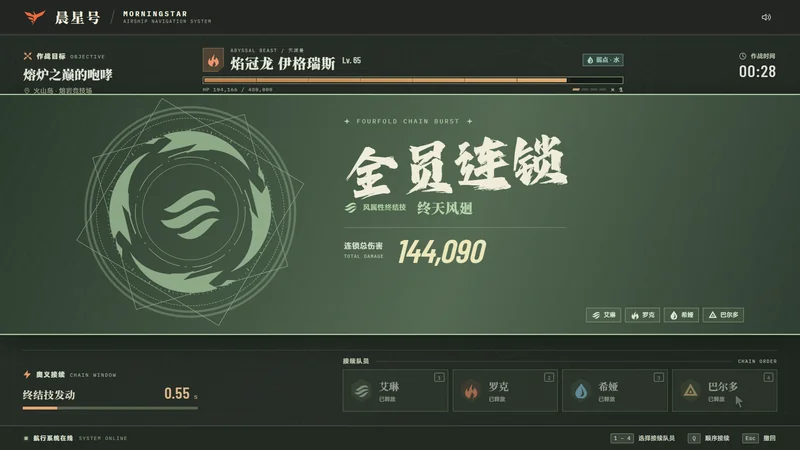 晨星号 / MORNINGSTAR
AIRSHIP NAVIGATION SYSTEM
作战目标 OBJECTIVE
熔炉之巅的咆哮
火山岛 · 熔岩竞技场
ABYSSAL BEAST / 天渊兽
焰冠龙 伊格瑞斯 Lv.65
弱点 · 水
× 1
作战时间
00:28
FOURFOLD CHAIN BURST
全员连锁
风属性终结技 终天风廻
连锁总伤害
TOTAL DAMAGE
144,090
艾琳
罗克
希娅
巴尔多
奥义接续 CHAIN WINDOW
终结技发动 0.55 s
接续队员
CHAIN ORDER
艾琳 1
已释放
罗克 2
已释放
希娅 3
已释放
巴尔多 4
已释放
航行系统在线 SYSTEM ONLINE
1 – 4 选择接续队员
Q 顺序接续
Esc 撤回